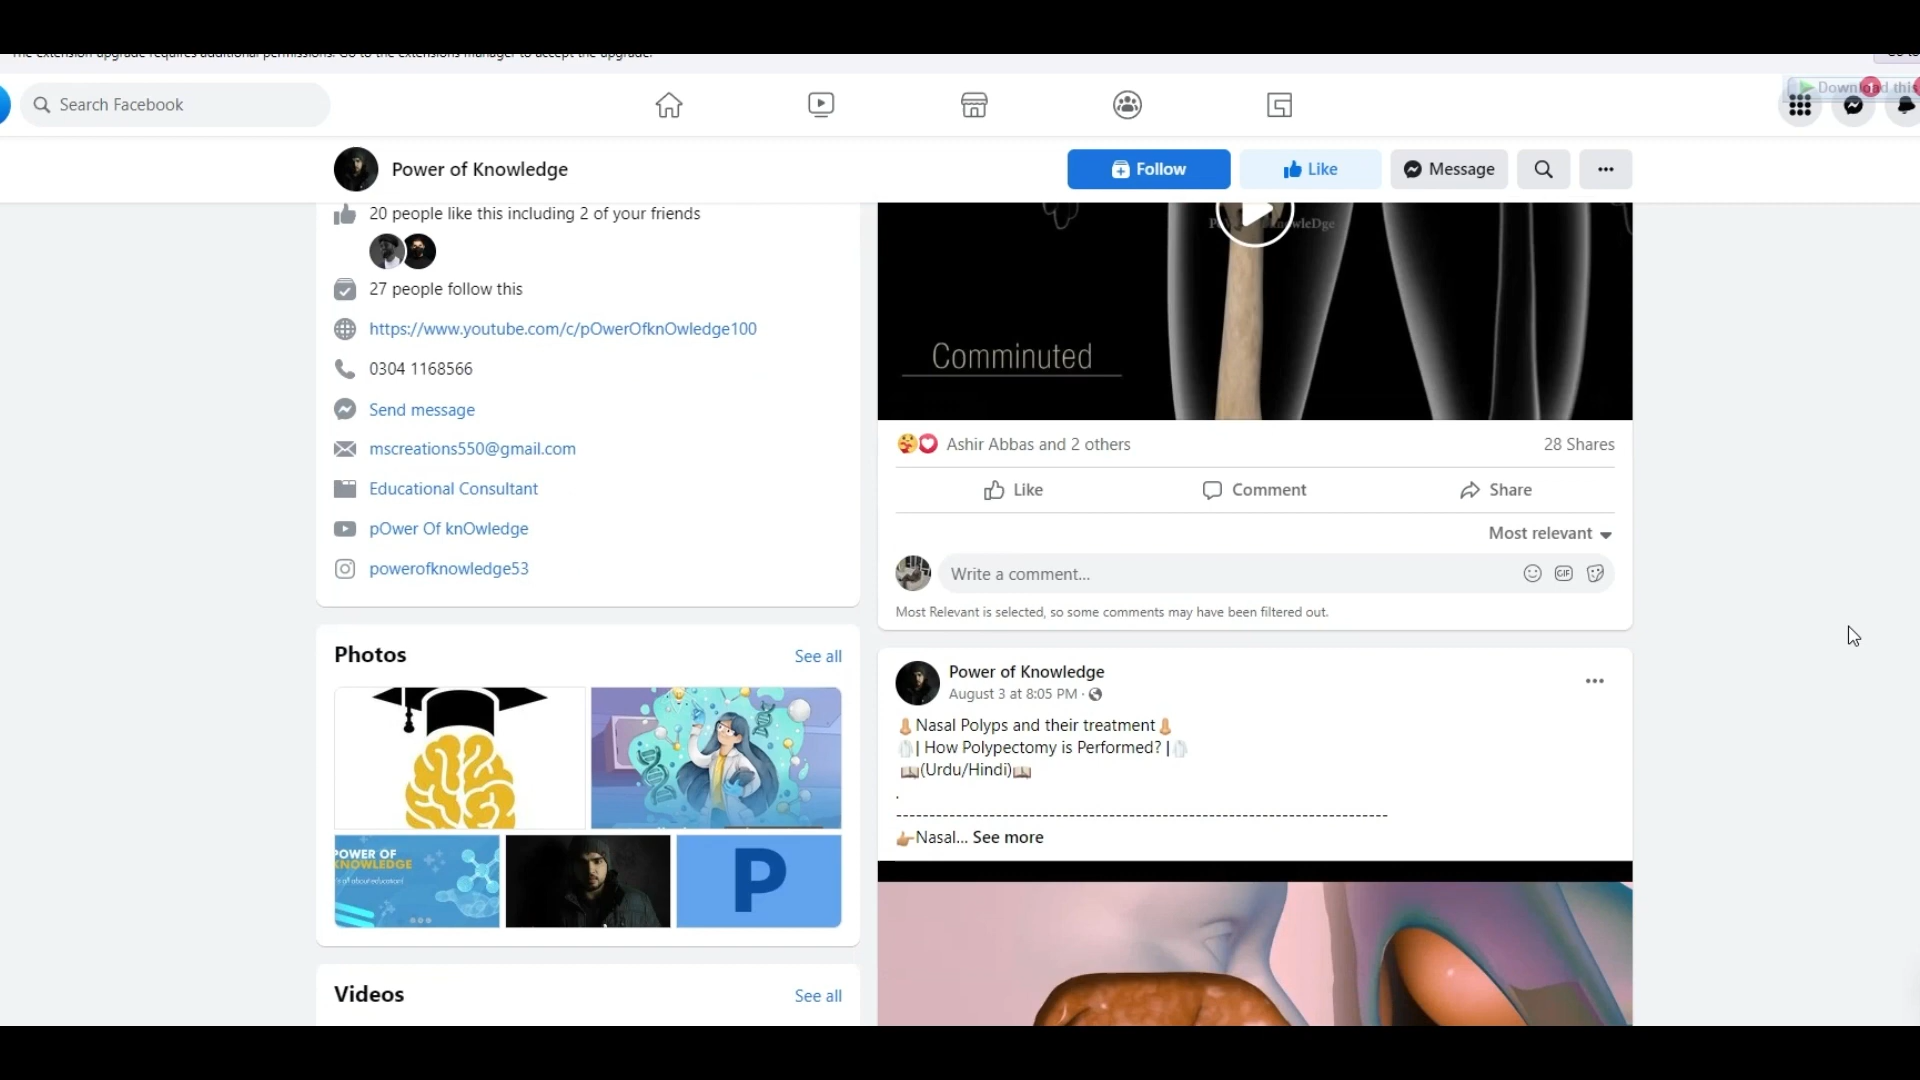 The extension upgrade requires additional permissions. Go to the extensions manager to accept the upgrade.
Search Facebook
Download this
1
Power of Knowledge
Follow
Like
Message
20 people like this including 2 of your friends
27 people follow this
https://www.youtube.com/c/pOwerOfknOwledge100
0304 1168566
Send message
mscreations550@gmail.com
Educational Consultant
pOwer Of knOwledge
powerofknowledge53
Photos
See all
POWER OF
KNOWLEDGE
P
Videos
See all
Comminuted
Ashir Abbas and 2 others
28 Shares
Like
Comment
Share
Most relevant
Write a comment...
GIF
Most Relevant is selected, so some comments may have been filtered out.
Power of Knowledge
August 3 at 8:05 PM ·
👃Nasal Polyps and their treatment👃
🥼| How Polypectomy is Performed? |🥼
📖(Urdu/Hindi)📖
.
--------------------------------------------------------------------------
👉Nasal... See more